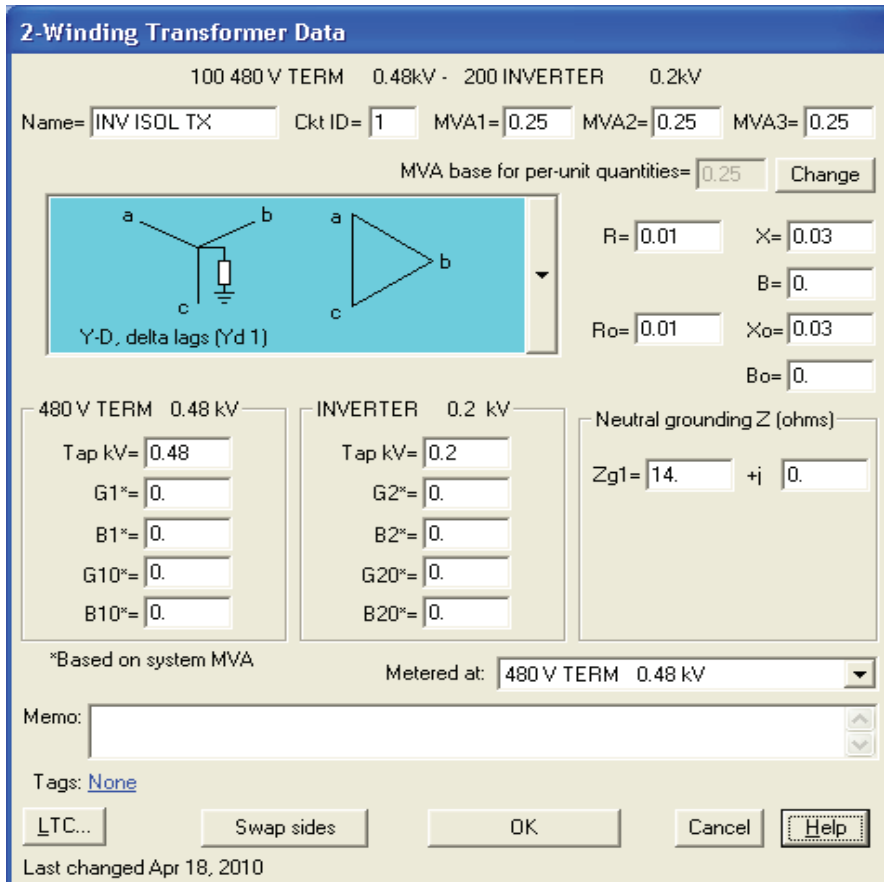 2-Winding Transformer Data
100 480 V TERM 0.48kV - 200 INVERTER 0.2kV
Name= INV ISOL TX Ckt ID= 1 MVA1= 0.25 MVA2= 0.25 MVA3= 0.25
MVA base for per-unit quantities= 0.25 Change
a b c a b c
Y-D, delta lags (Yd 1)
R= 0.01 X= 0.03
B= 0.
Ro= 0.01 Xo= 0.03
Bo= 0.
480 V TERM 0.48 kV
Tap kV= 0.48
G1*= 0.
B1*= 0.
G10*= 0.
B10*= 0.
INVERTER 0.2 kV
Tap kV= 0.2
G2*= 0.
B2*= 0.
G20*= 0.
B20*= 0.
Neutral grounding Z (ohms)
Zg1= 14. +j 0.
*Based on system MVA
Metered at: 480 V TERM 0.48 kV
Memo:
Tags: None
LTC... Swap sides OK Cancel Help
Last changed Apr 18, 2010